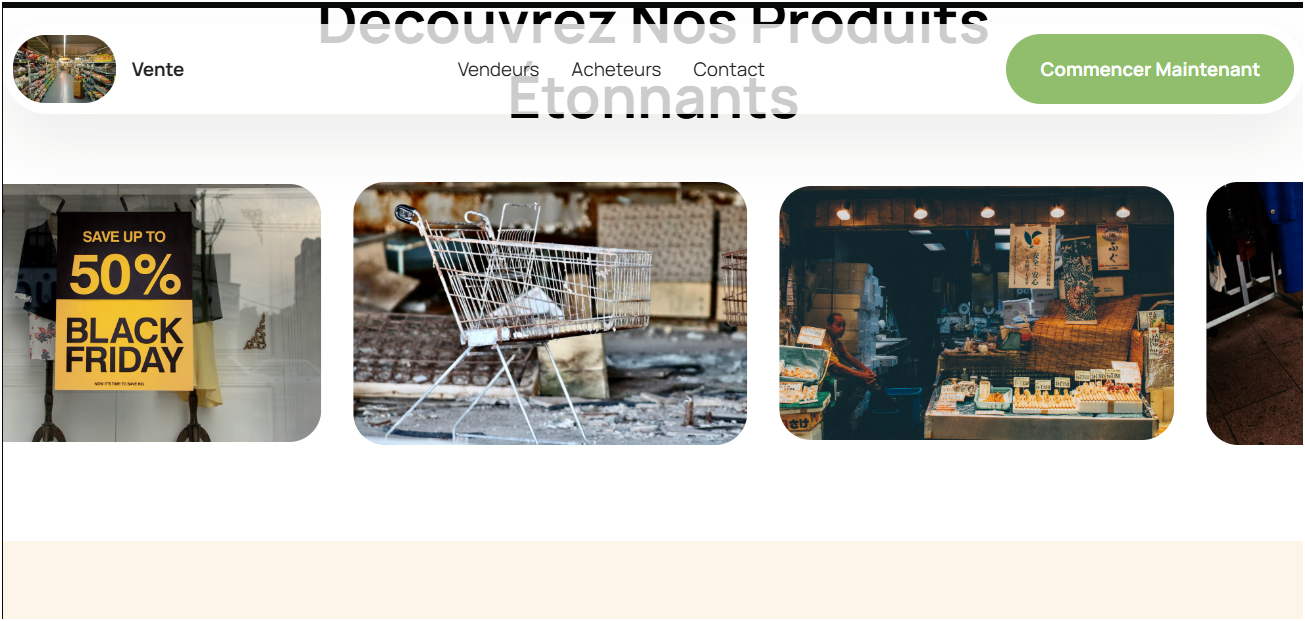 Découvrez Nos Produits
Étonnants
Vente
Vendeurs
Acheteurs
Contact
Commencer Maintenant
SAVE UP TO
50%
BLACK
FRIDAY
NOW IT'S TIME TO SAVE BIG